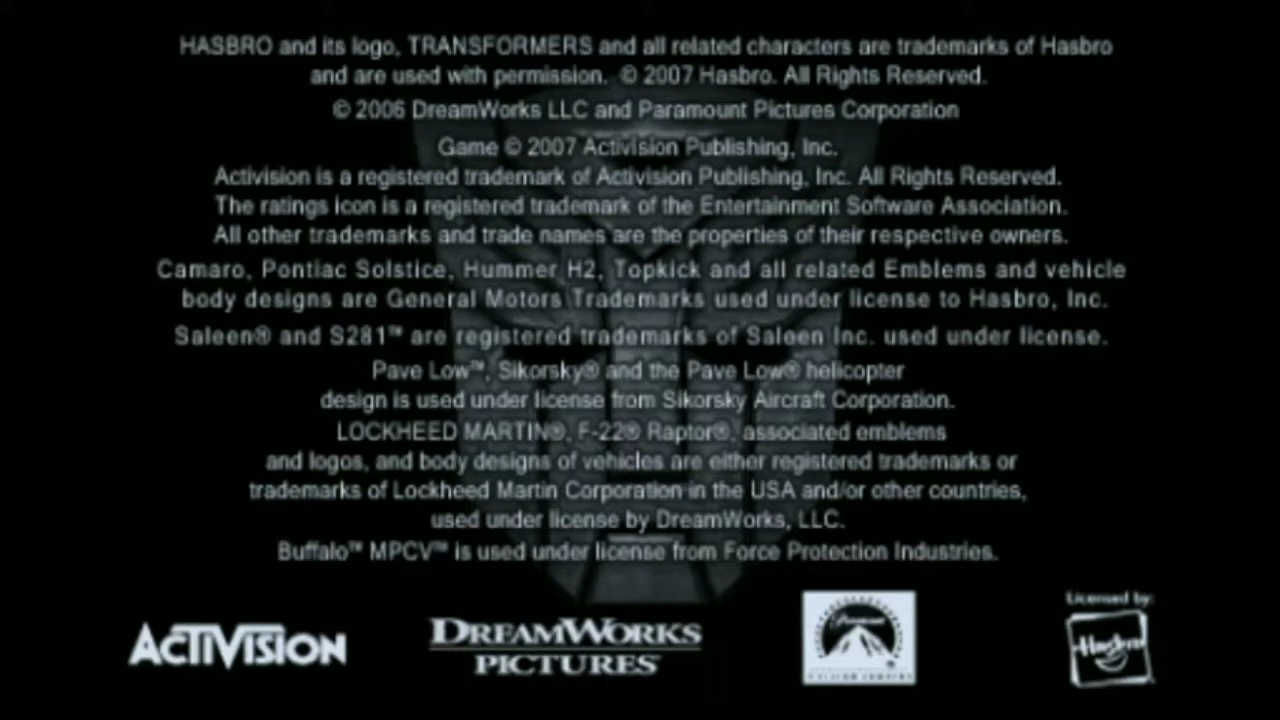 HASBRO and its logo, TRANSFORMERS and all related characters are trademarks of Hasbro
and are used with permission. © 2007 Hasbro. All Rights Reserved.
© 2006 DreamWorks LLC and Paramount Pictures Corporation
Game © 2007 Activision Publishing, Inc.
Activision is a registered trademark of Activision Publishing, Inc. All Rights Reserved.
The ratings icon is a registered trademark of the Entertainment Software Association.
All other trademarks and trade names are the properties of their respective owners.
Camaro, Pontiac Solstice, Hummer H2, Topkick and all related Emblems and vehicle
body designs are General Motors Trademarks used under license to Hasbro, Inc.
Saleen® and S281™ are registered trademarks of Saleen Inc. used under license.
Pave Low™, Sikorsky® and the Pave Low® helicopter
design is used under license from Sikorsky Aircraft Corporation.
LOCKHEED MARTIN®, F-22® Raptor®, associated emblems
and logos, and body designs of vehicles are either registered trademarks or
trademarks of Lockheed Martin Corporation in the USA and/or other countries,
used under license by DreamWorks, LLC.
Buffalo™ MPCV™ is used under license from Force Protection Industries.
Licensed by:
ACTIVISION
DREAMWORKS
PICTURES
Paramount
Hasbro